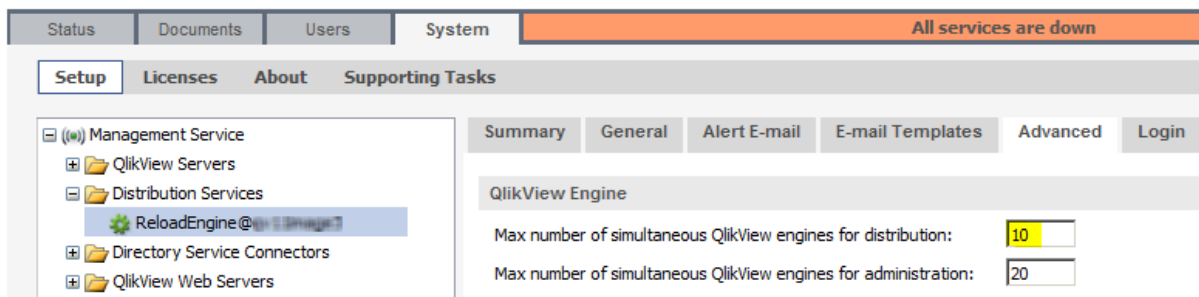 Status Documents Users System All services are down
Setup Licenses About Supporting Tasks
Management Service
QlikView Servers
Distribution Services
ReloadEngine@
Directory Service Connectors
QlikView Web Servers
Summary General Alert E-mail E-mail Templates Advanced Login
QlikView Engine
Max number of simultaneous QlikView engines for distribution: 10
Max number of simultaneous QlikView engines for administration: 20